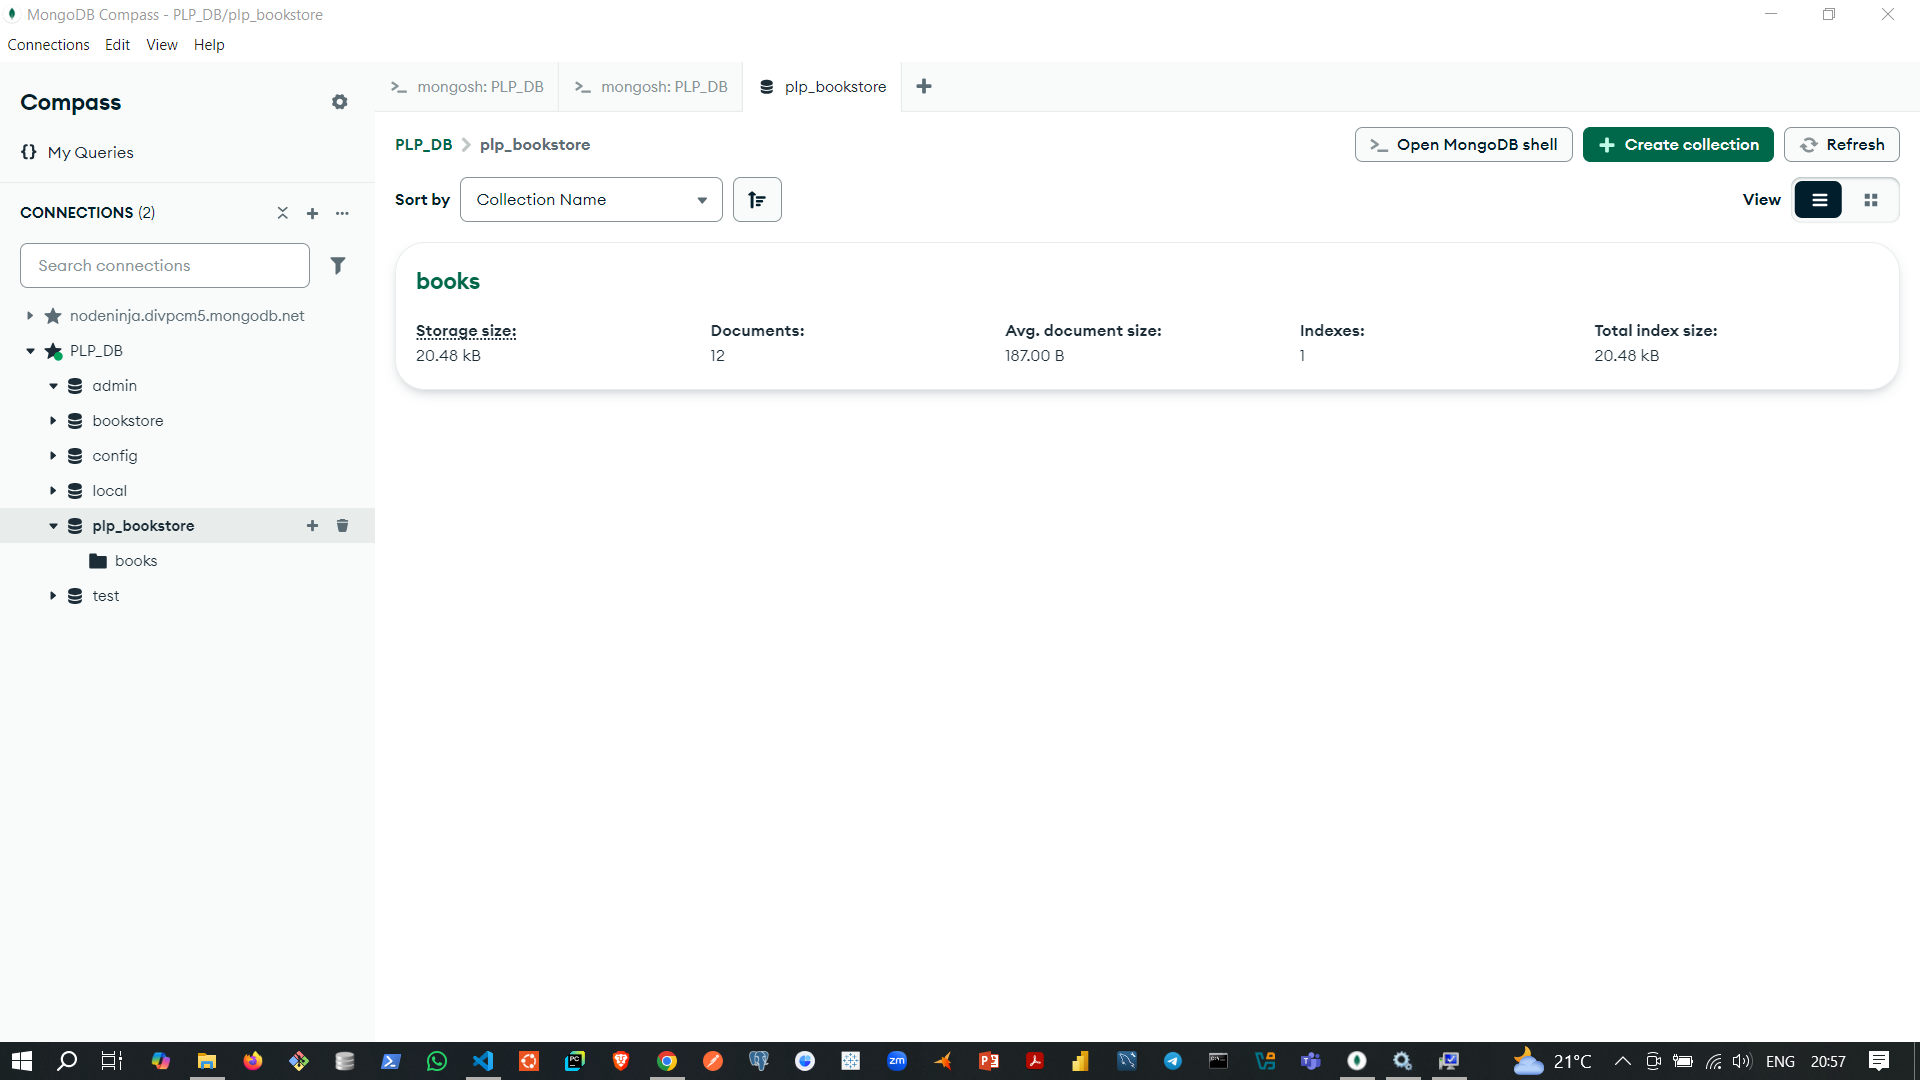 MongoDB Compass - PLP_DB/plp_bookstore
Connections Edit View Help
Compass
My Queries
CONNECTIONS (2)
Search connections
nodeninja.divpcm5.mongodb.net
PLP_DB
admin
bookstore
config
local
plp_bookstore
books
test
mongosh: PLP_DB
mongosh: PLP_DB
plp_bookstore
PLP_DB plp_bookstore
Open MongoDB shell
Create collection
Refresh
Sort by Collection Name
View
books
Storage size: Documents: Avg. document size: Indexes: Total index size:
20.48 kB 12 187.00 B 1 20.48 kB
21°C ENG 20:57